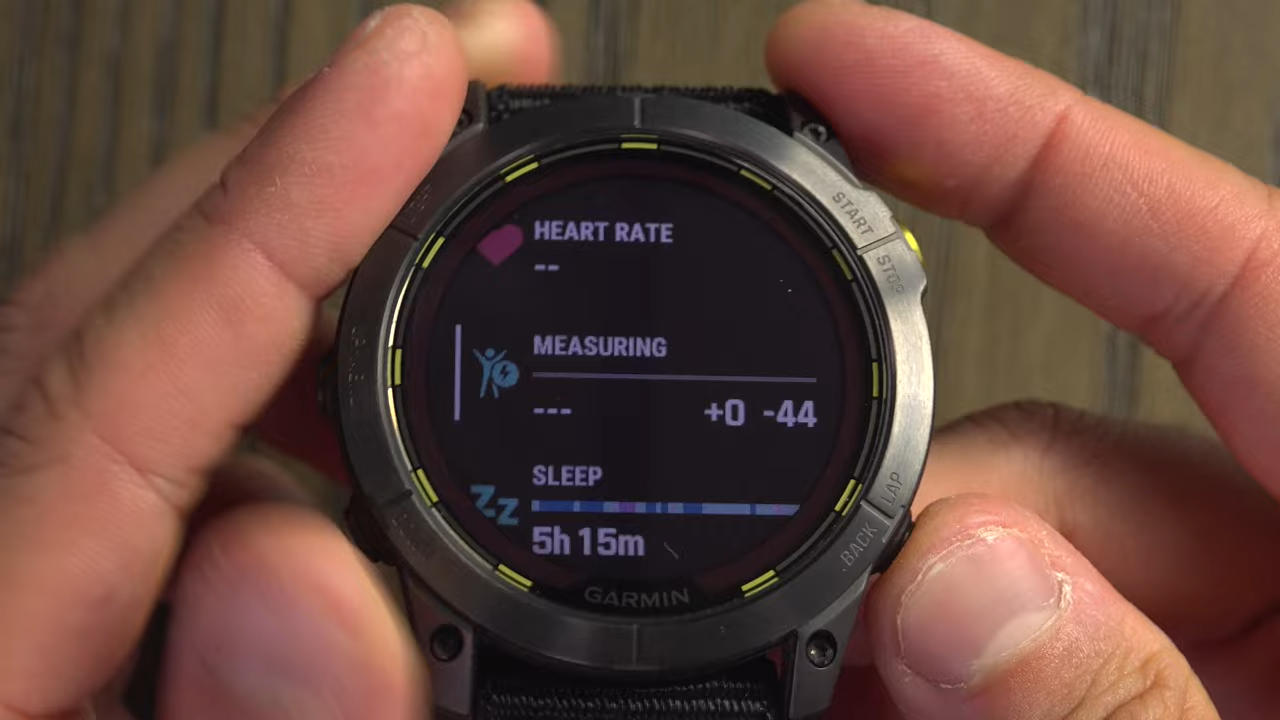 HEART RATE
--
MEASURING
--- +0 -44
SLEEP
5h 15m
GARMIN
START
STOP
LAP
BACK